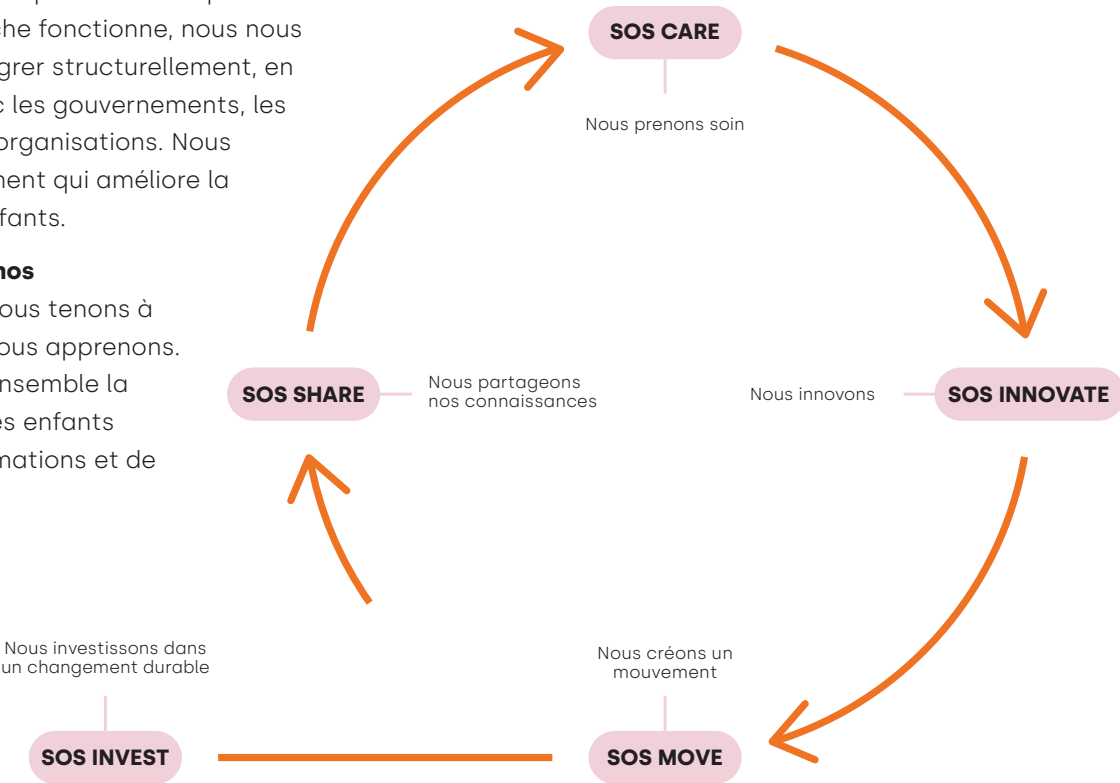 che fonctionne, nous nous
grer structurellement, en
c les gouvernements, les
organisations. Nous
ment qui améliore la
fants.
nos
ous tenons à
ous apprenons.
nsemble la
es enfants
mations et de
SOS CARE
Nous prenons soin
SOS SHARE
Nous partageons
nos connaissances
Nous innovons
SOS INNOVATE
Nous investissons dans
un changement durable
SOS INVEST
Nous créons un
mouvement
SOS MOVE